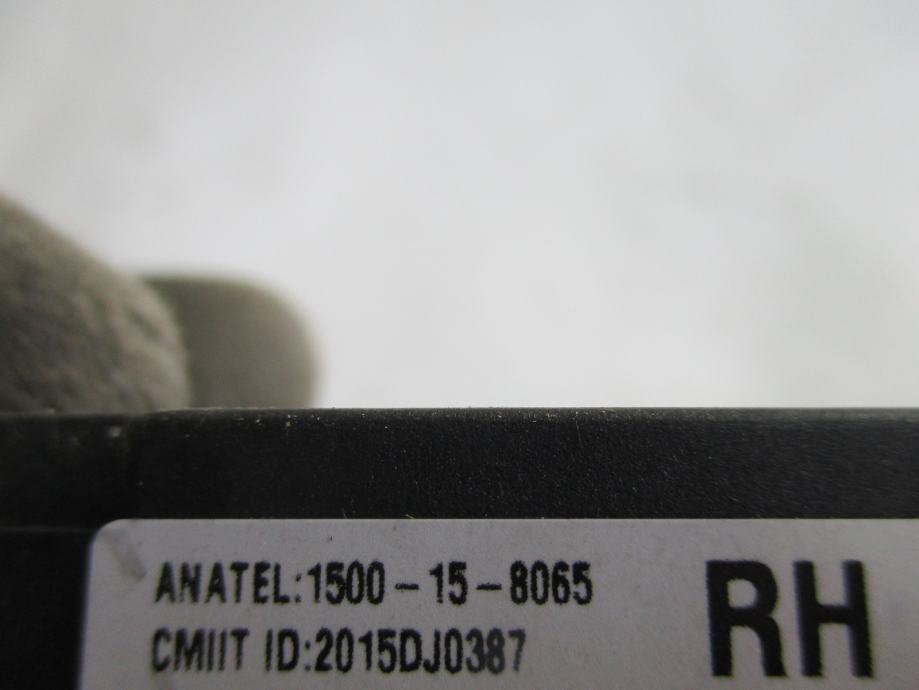 ANATEL:1500-15-8065
CMIIT ID:2015DJ0387
RH